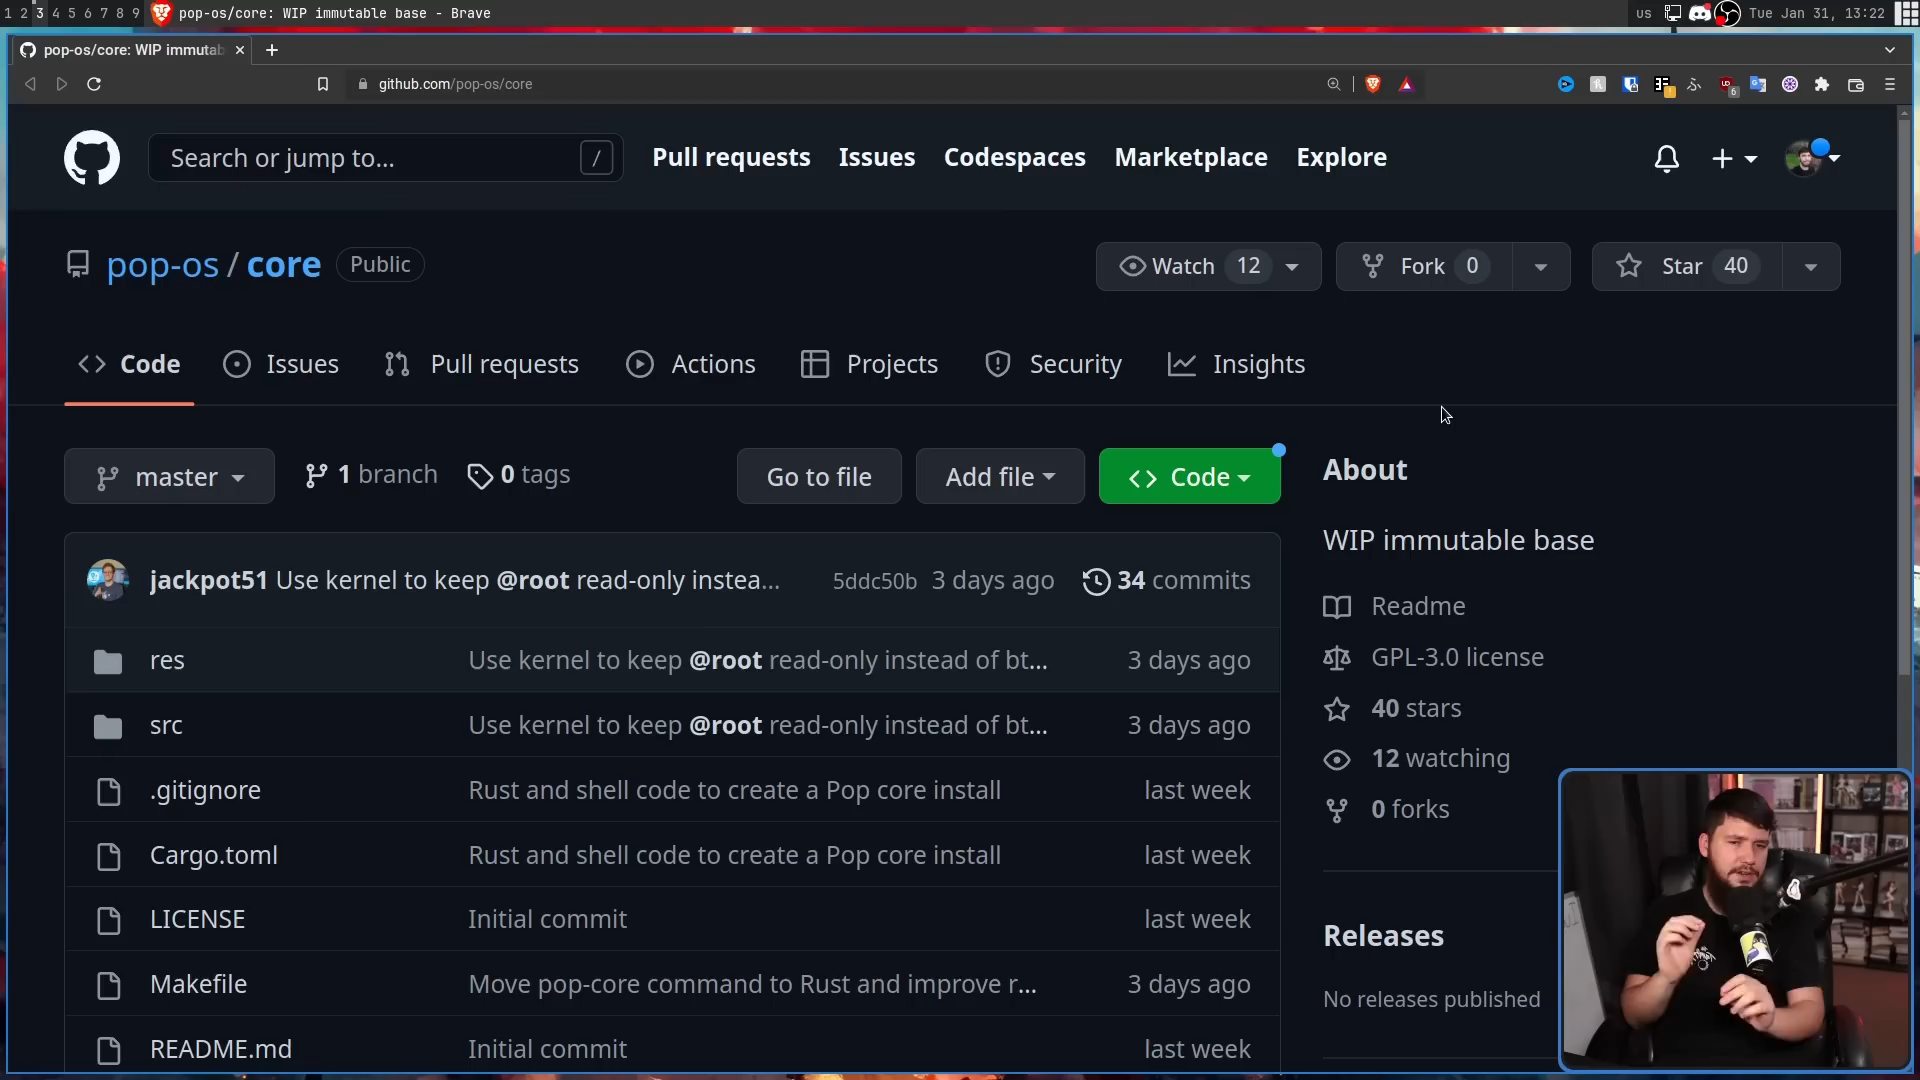 1 2 3 4 5 6 7 8 9 pop-os/core: WIP immutable base - Brave us Tue Jan 31, 13:22
pop-os/core: WIP immutab
github.com/pop-os/core
Search or jump to... / Pull requests Issues Codespaces Marketplace Explore
pop-os / core Public Watch 12 Fork 0 Star 40
Code Issues Pull requests Actions Projects Security Insights
master 1 branch 0 tags Go to file Add file Code
jackpot51 Use kernel to keep @root read-only instea... 5ddc50b 3 days ago 34 commits
res Use kernel to keep @root read-only instead of bt... 3 days ago
src Use kernel to keep @root read-only instead of bt... 3 days ago
.gitignore Rust and shell code to create a Pop core install last week
Cargo.toml Rust and shell code to create a Pop core install last week
LICENSE Initial commit last week
Makefile Move pop-core command to Rust and improve r... 3 days ago
README.md Initial commit last week
About
WIP immutable base
Readme
GPL-3.0 license
40 stars
12 watching
0 forks
Releases
No releases published